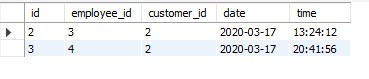 id employee_id customer_id date time
2 3 2 2020-03-17 13:24:12
3 4 2 2020-03-17 20:41:56